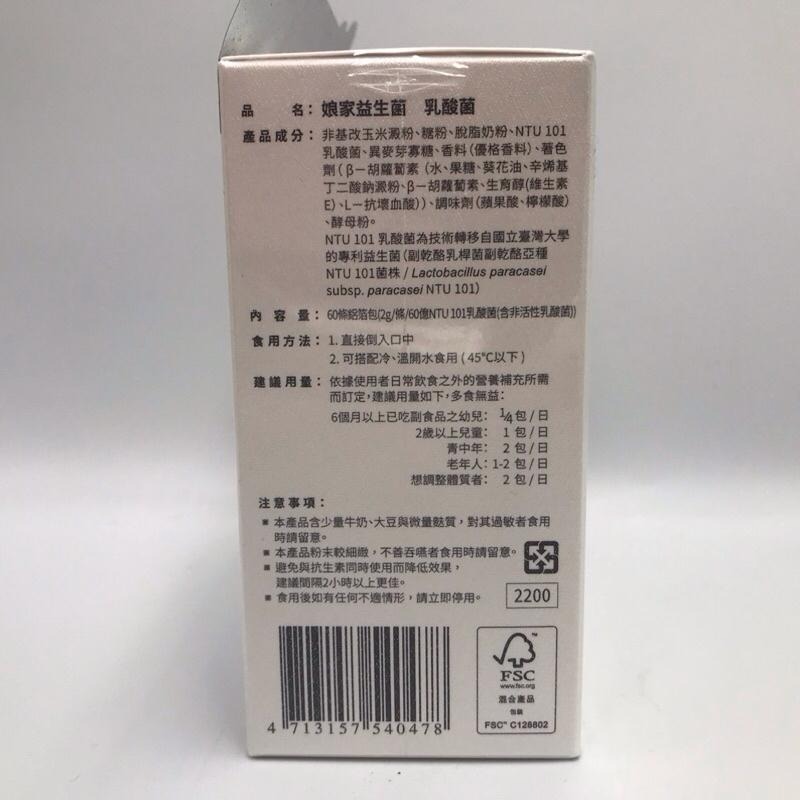 品 名：娘家益生菌 乳酸菌
產品成分：非基改玉米澱粉、糖粉、脫脂奶粉、NTU 101
乳酸菌、異麥芽寡糖、香料(優格香料)、著色
劑(β－胡蘿蔔素(水、果糖、葵花油、辛烯基
丁二酸鈉澱粉、β－胡蘿蔔素、生育醇(維生素
E)、L－抗壞血酸))、調味劑(蘋果酸、檸檬酸)
、酵母粉。
NTU 101 乳酸菌為技術轉移自國立臺灣大學
的專利益生菌(副乾酪乳桿菌副乾酪亞種
NTU 101菌株 / Lactobacillus paracasei
subsp. paracasei NTU 101)
內容量：60條鋁箔包(2g/條/60億NTU 101乳酸菌(含非活性乳酸菌))
食用方法：1. 直接倒入口中
2. 可搭配冷、溫開水食用 ( 45°C以下 )
建議用量：依據使用者日常飲食之外的營養補充所需
而訂定，建議用量如下，多食無益：
6個月以上已吃副食品之幼兒： 1/4 包 / 日
2歲以上兒童： 1 包 / 日
青中年： 2 包 / 日
老年人： 1-2 包 / 日
想調整體質者： 2 包 / 日
注意事項：
▪ 本產品含少量牛奶、大豆與微量麩質，對其過敏者食用
時請留意。
▪ 本產品粉末較細緻，不善吞嚥者食用時請留意。
▪ 避免與抗生素同時使用而降低效果，
建議間隔2小時以上更佳。
▪ 食用後如有任何不適情形，請立即停用。
2200
4 713157 540478
FSC™
www.fsc.org
混合產品
包裝
FSC™ C128802